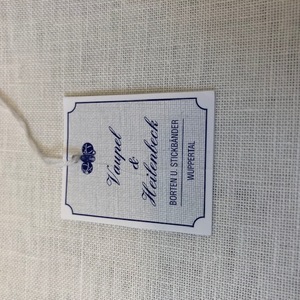 Vaupel
&
Heilenbeck
BORTEN U. STICKBÄNDER
WUPPERTAL